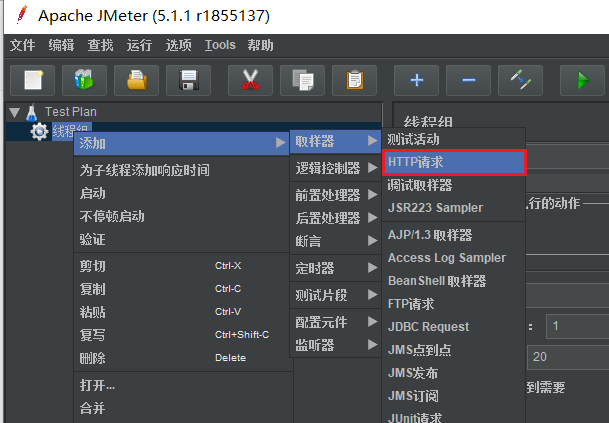 Apache JMeter (5.1.1 r1855137)
文件 编辑 查找 运行 选项 Tools 帮助
Test Plan
线程组
线程组
添加
为子线程添加响应时间
启动
不停顿启动
验证
剪切 Ctrl-X
复制 Ctrl-C
粘贴 Ctrl-V
复写 Ctrl+Shift-C
删除 Delete
打开...
合并
取样器
逻辑控制器
前置处理器
后置处理器
断言
定时器
测试片段
配置元件
监听器
测试活动
HTTP请求
调试取样器
JSR223 Sampler
AJP/1.3 取样器
Access Log Sampler
BeanShell 取样器
FTP请求
JDBC Request
JMS点到点
JMS发布
JMS订阅
JUnit请求
执行的动作
: 1
20
到需要